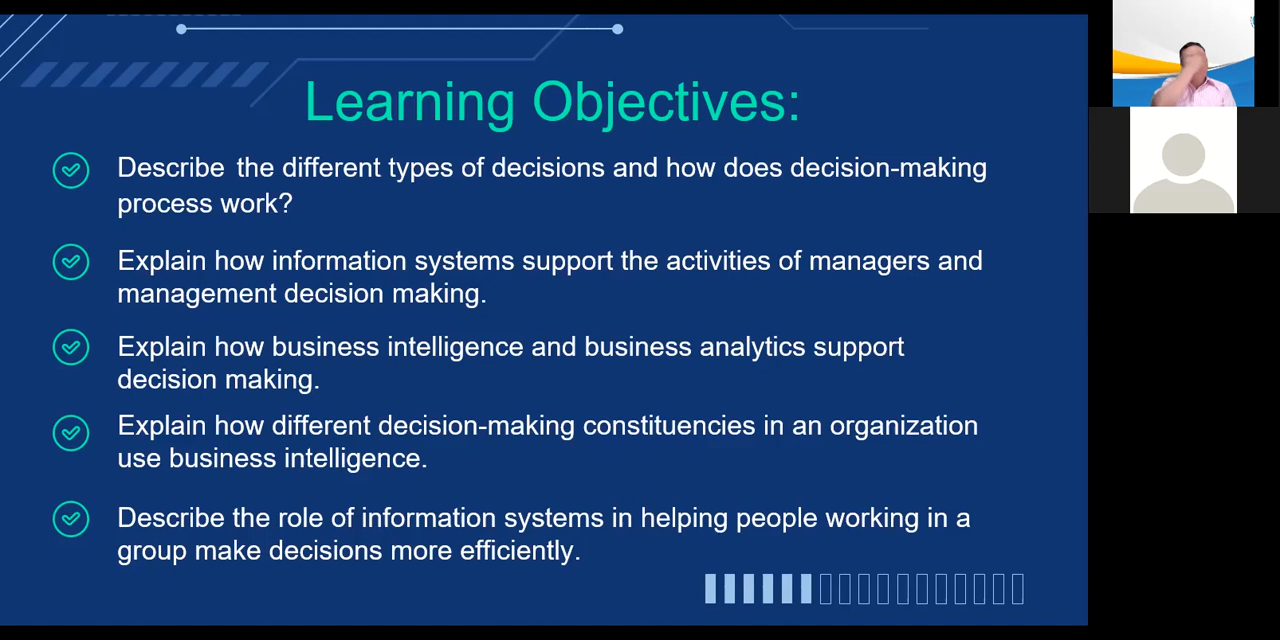 Learning Objectives:
Describe the different types of decisions and how does decision-making
process work?
Explain how information systems support the activities of managers and
management decision making.
Explain how business intelligence and business analytics support
decision making.
Explain how different decision-making constituencies in an organization
use business intelligence.
Describe the role of information systems in helping people working in a
group make decisions more efficiently.